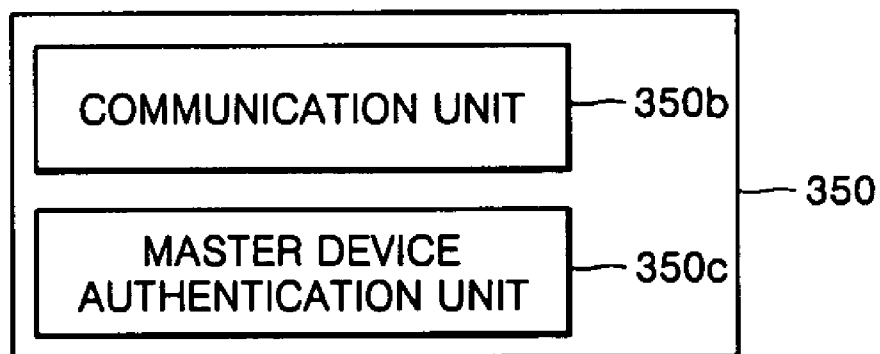 COMMUNICATION UNIT
350b
350
MASTER DEVICE
AUTHENTICATION UNIT
350c